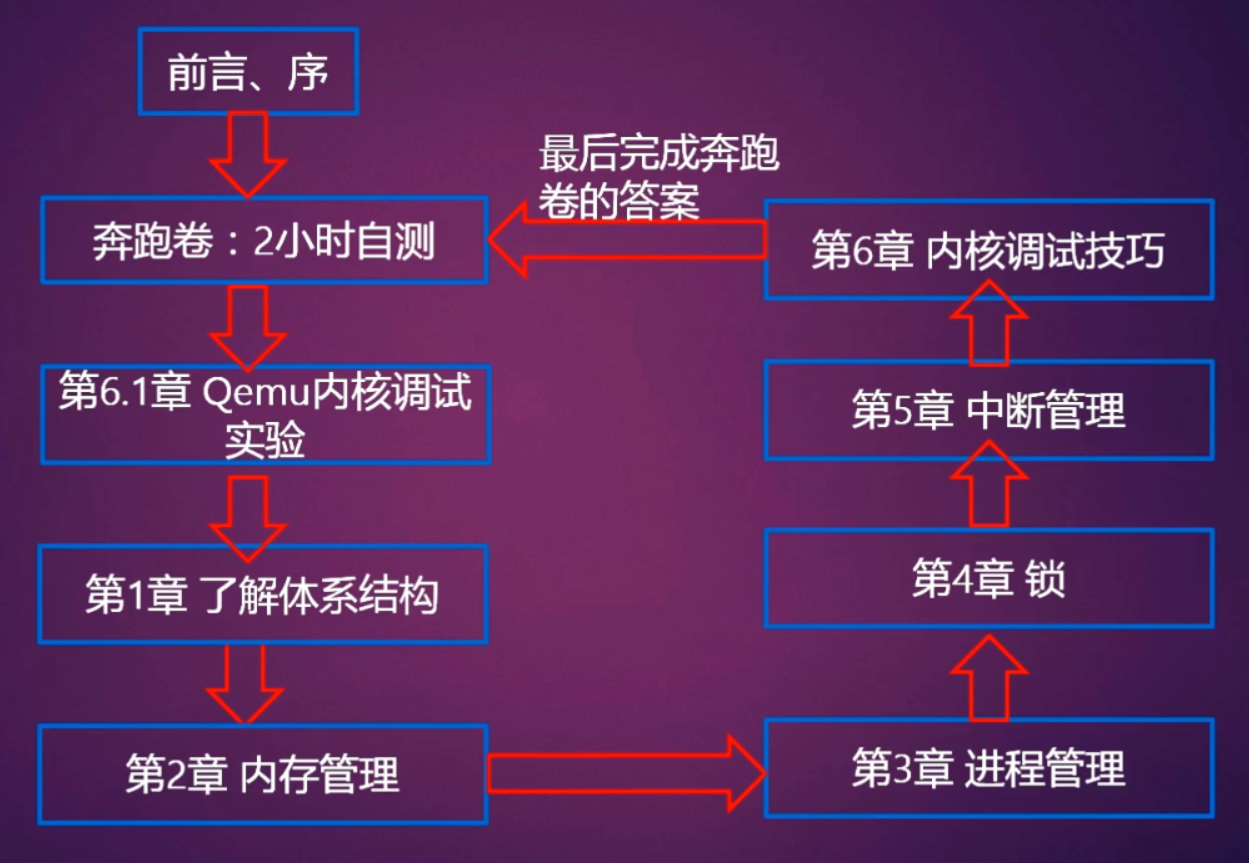 前言、序
奔跑卷：2小时自测
第6.1章 Qemu内核调试
实验
第1章 了解体系结构
第2章 内存管理
第3章 进程管理
第4章 锁
第5章 中断管理
第6章 内核调试技巧
最后完成奔跑
卷的答案